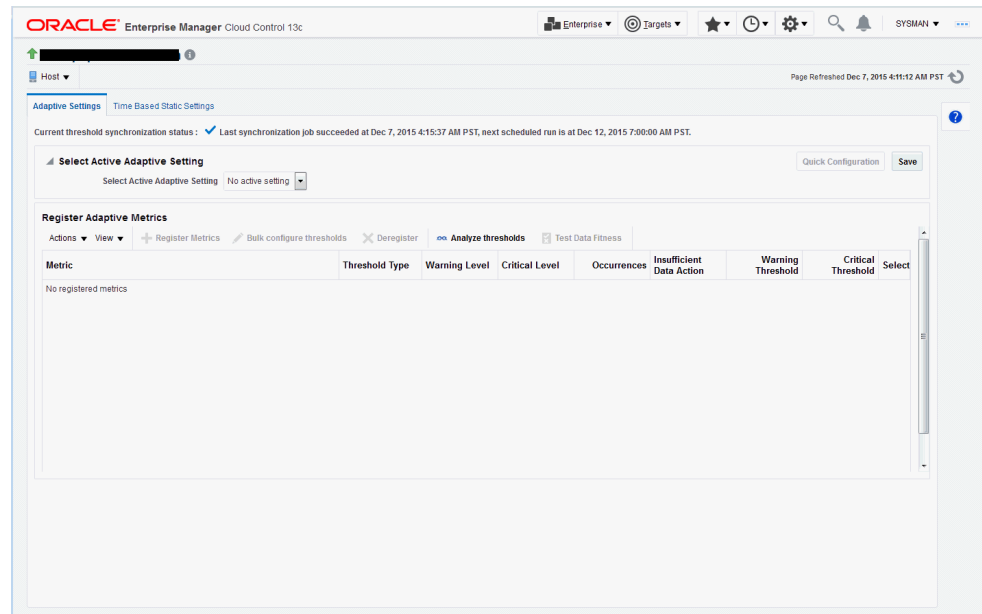 ORACLE Enterprise Manager Cloud Control 13c
Enterprise Targets SYSMAN
Host
Page Refreshed Dec 7, 2015 4:11:12 AM PST
Adaptive Settings Time Based Static Settings
Current threshold synchronization status : Last synchronization job succeeded at Dec 7, 2015 4:15:37 AM PST, next scheduled run is at Dec 12, 2015 7:00:00 AM PST.
Select Active Adaptive Setting
Quick Configuration Save
Select Active Adaptive Setting No active setting
Register Adaptive Metrics
Actions View Register Metrics Bulk configure thresholds Deregister Analyze thresholds Test Data Fitness
Metric Threshold Type Warning Level Critical Level Occurrences Insufficient Data Action Warning Threshold Critical Threshold Select
No registered metrics